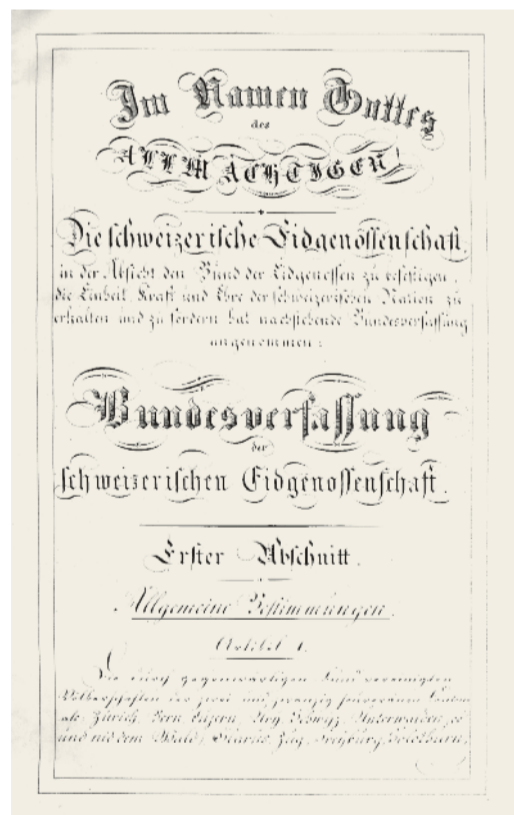 Im Namen Gottes
des
ALLMÄCHTIGEN!
Die schweizerische Eidgenossenschaft,
in der Absicht den Bund der Eidgenossen zu befestigen,
die Einheit, Kraft und Ehre der schweizerischen Nation zu
erhalten und zu fördern hat nachstehende Bundesverfassung
angenommen:
Bundesverfassung
der
schweizerischen Eidgenossenschaft.
Erster Abschnitt.
Allgemeine Bestimmungen.
Artikel 1.
Die durch gegenwärtigen Bund vereinigten
Völkerschaften der zwei und zwanzig souveränen Kantone
als: Zürich, Bern, Luzern, Ury, Schwyz, Unterwalden, ob
und nid dem Wald, Glarus, Zug, Freyburg, Solothurn,